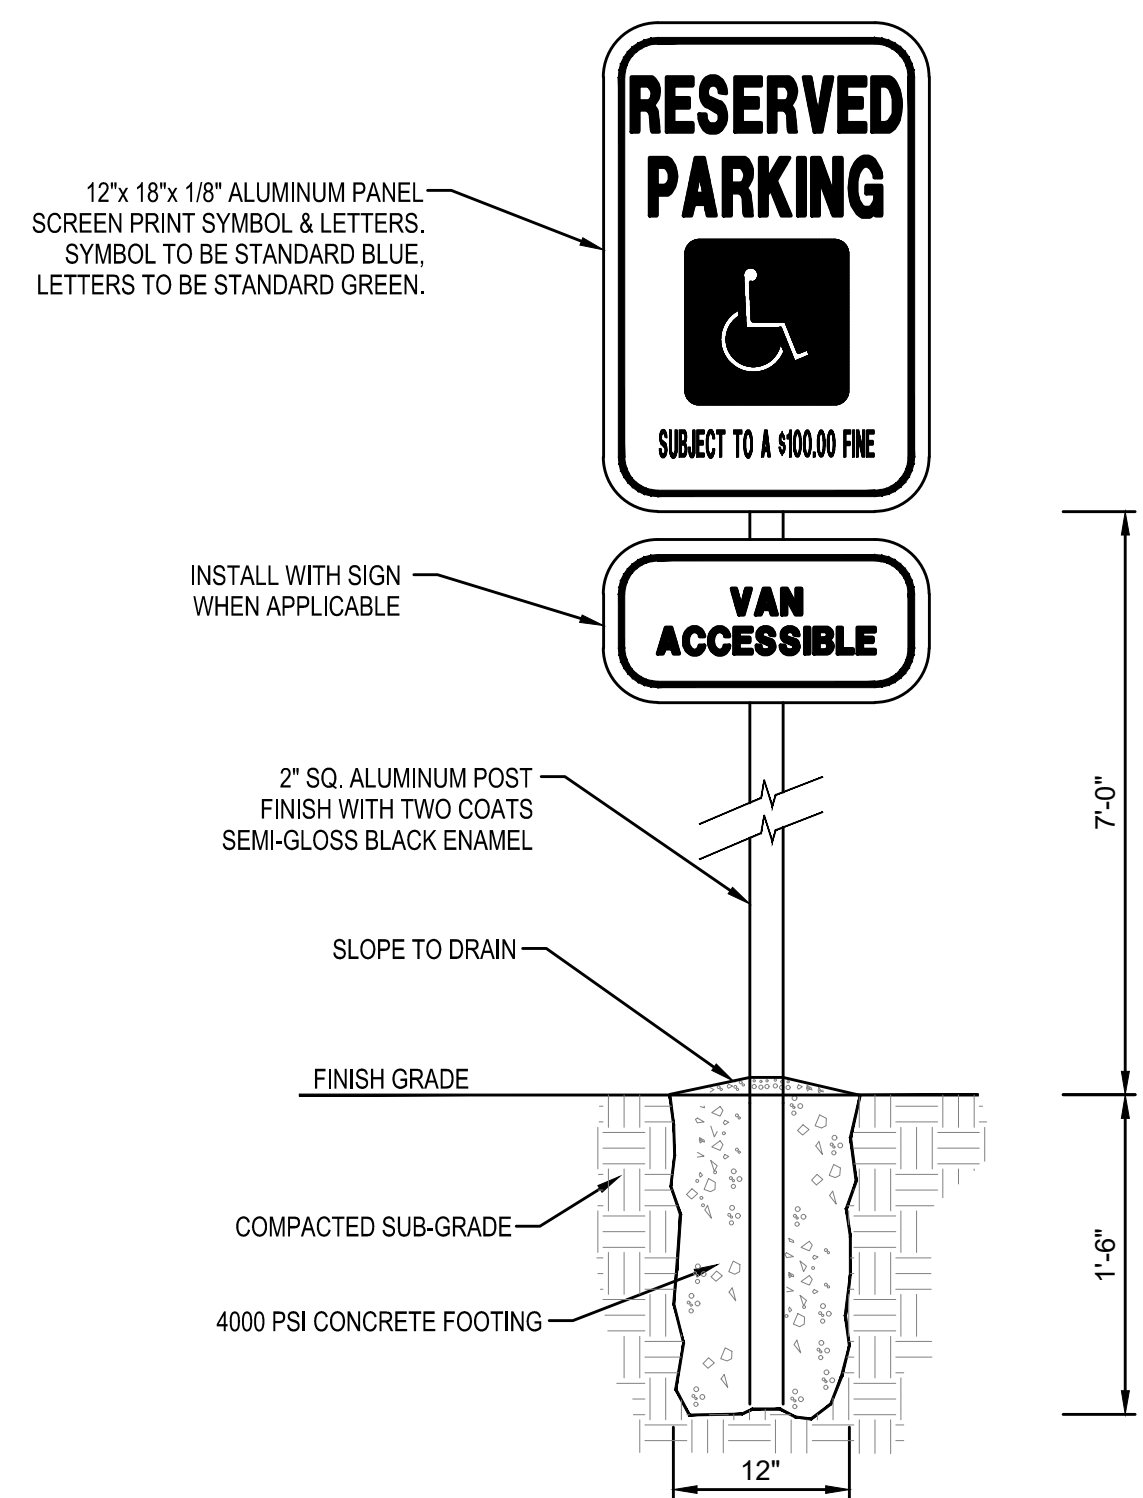 RESERVED
PARKING
12"x 18"x 1/8" ALUMINUM PANEL
SCREEN PRINT SYMBOL & LETTERS.
SYMBOL TO BE STANDARD BLUE,
LETTERS TO BE STANDARD GREEN.
SUBJECT TO A $100.00 FINE
INSTALL WITH SIGN
WHEN APPLICABLE
VAN
ACCESSIBLE
2" SQ. ALUMINUM POST
FINISH WITH TWO COATS
SEMI-GLOSS BLACK ENAMEL
7'-0"
SLOPE TO DRAIN
FINISH GRADE
COMPACTED SUB-GRADE
1'-6"
4000 PSI CONCRETE FOOTING
12"